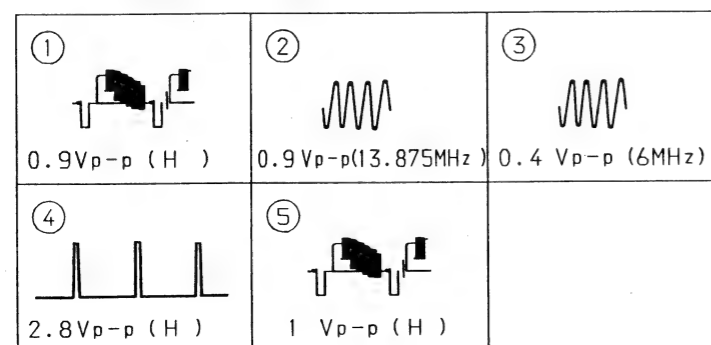 ① ② ③
0.9Vp-p ( H ) 0.9 Vp-p(13.875MHz) 0.4 Vp-p (6MHz)
④ ⑤
2.8Vp-p ( H ) 1 Vp-p ( H )